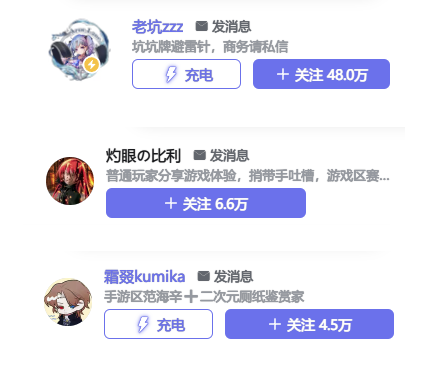 老坑zzz 发消息
坑坑牌避雷针，商务请私信
充电 + 关注 48.0万
灼眼の比利 发消息
普通玩家分享游戏体验，捎带手吐槽，游戏区赛...
+ 关注 6.6万
霜叕kumika 发消息
手游区范海辛➕二次元厕纸鉴赏家
充电 + 关注 4.5万